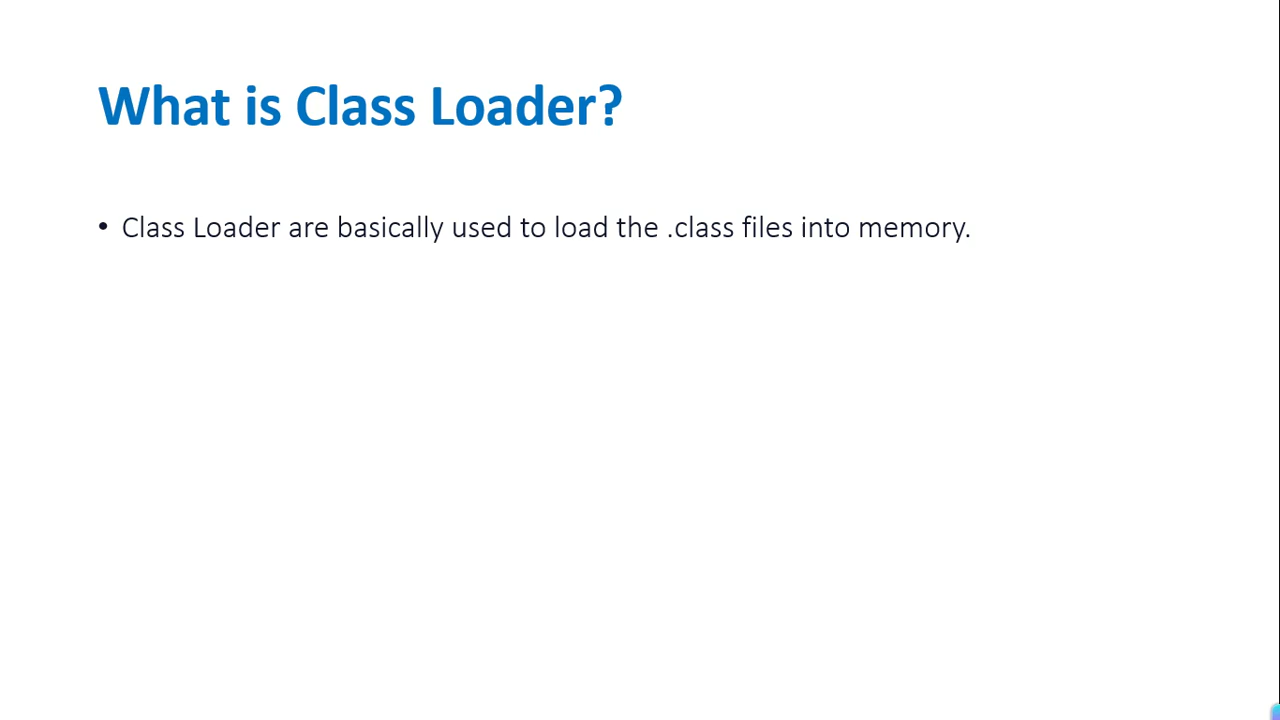 What is Class Loader?
• Class Loader are basically used to load the .class files into memory.